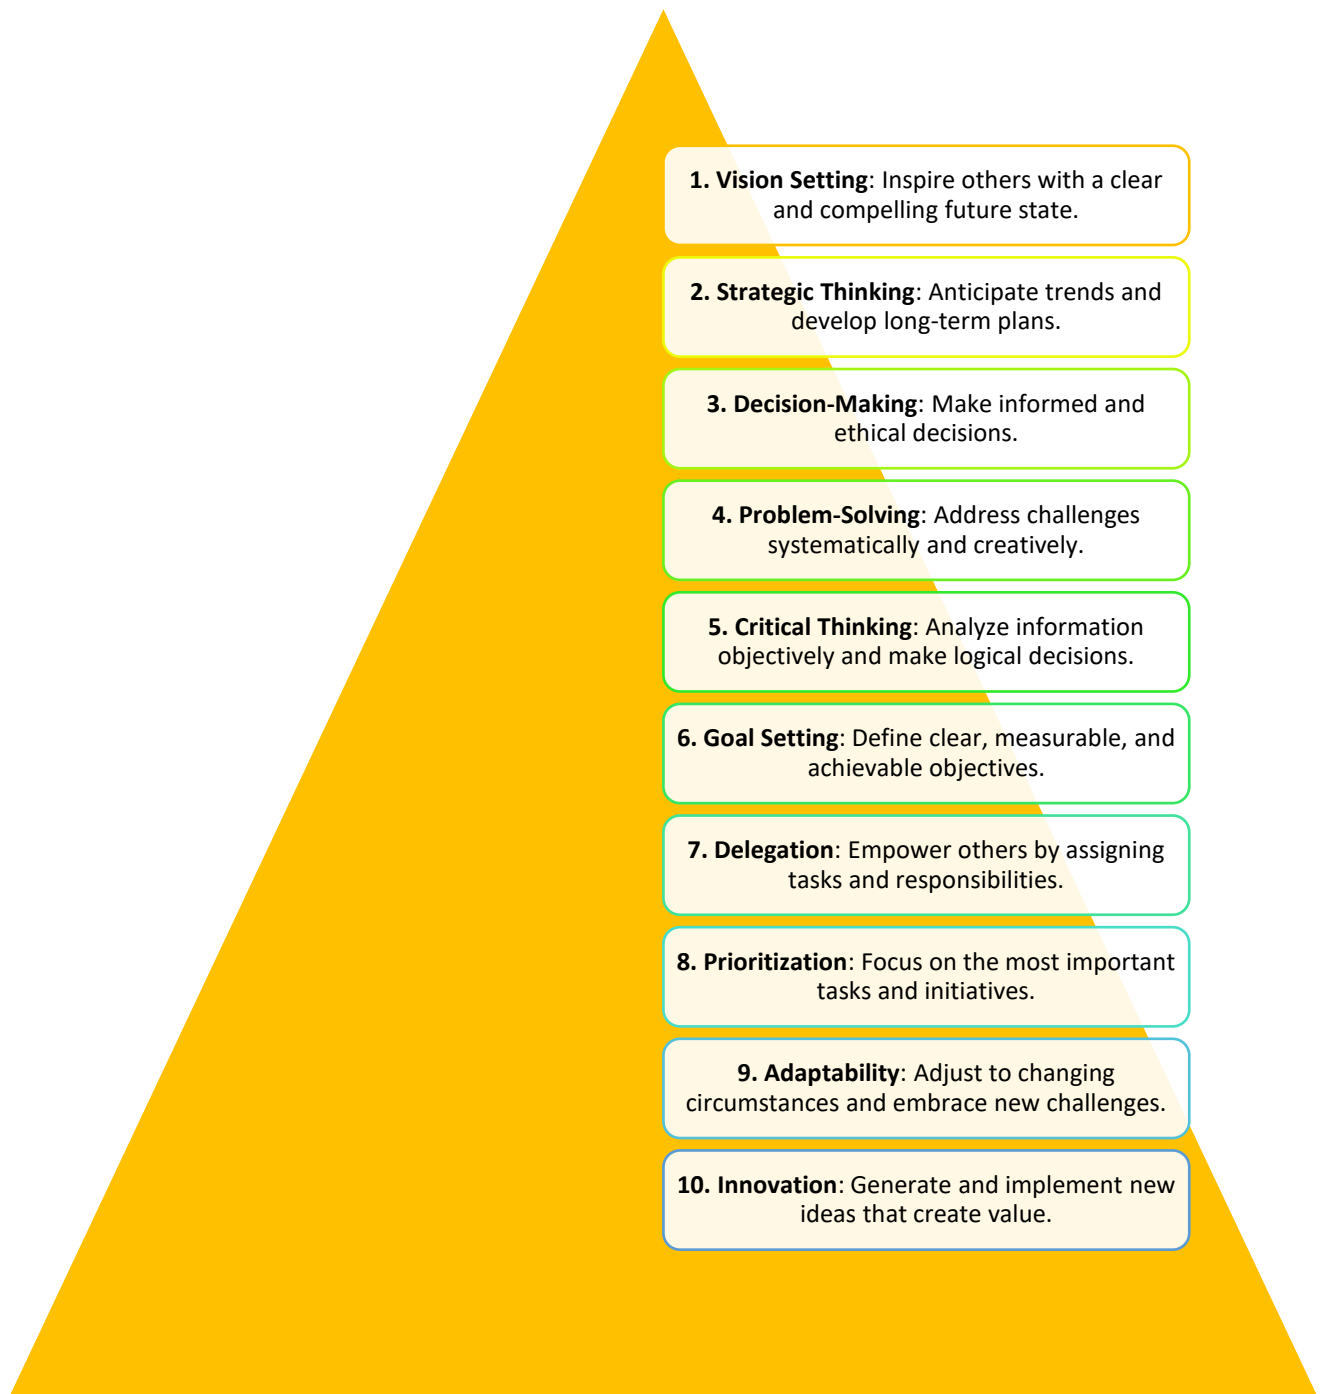 1. Vision Setting: Inspire others with a clear
and compelling future state.
2. Strategic Thinking: Anticipate trends and
develop long-term plans.
3. Decision-Making: Make informed and
ethical decisions.
4. Problem-Solving: Address challenges
systematically and creatively.
5. Critical Thinking: Analyze information
objectively and make logical decisions.
6. Goal Setting: Define clear, measurable, and
achievable objectives.
7. Delegation: Empower others by assigning
tasks and responsibilities.
8. Prioritization: Focus on the most important
tasks and initiatives.
9. Adaptability: Adjust to changing
circumstances and embrace new challenges.
10. Innovation: Generate and implement new
ideas that create value.